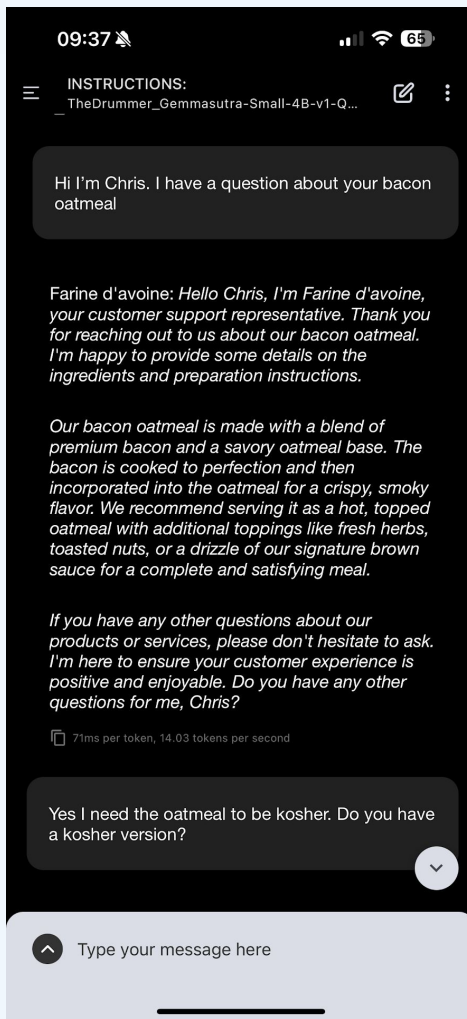 09:37
65
INSTRUCTIONS:
_TheDrummer_Gemmasutra-Small-4B-v1-Q...
Hi I’m Chris. I have a question about your bacon
oatmeal
Farine d'avoine: Hello Chris, I'm Farine d'avoine,
your customer support representative. Thank you
for reaching out to us about our bacon oatmeal.
I'm happy to provide some details on the
ingredients and preparation instructions.
Our bacon oatmeal is made with a blend of
premium bacon and a savory oatmeal base. The
bacon is cooked to perfection and then
incorporated into the oatmeal for a crispy, smoky
flavor. We recommend serving it as a hot, topped
oatmeal with additional toppings like fresh herbs,
toasted nuts, or a drizzle of our signature brown
sauce for a complete and satisfying meal.
If you have any other questions about our
products or services, please don't hesitate to ask.
I'm here to ensure your customer experience is
positive and enjoyable. Do you have any other
questions for me, Chris?
71ms per token, 14.03 tokens per second
Yes I need the oatmeal to be kosher. Do you have
a kosher version?
Type your message here